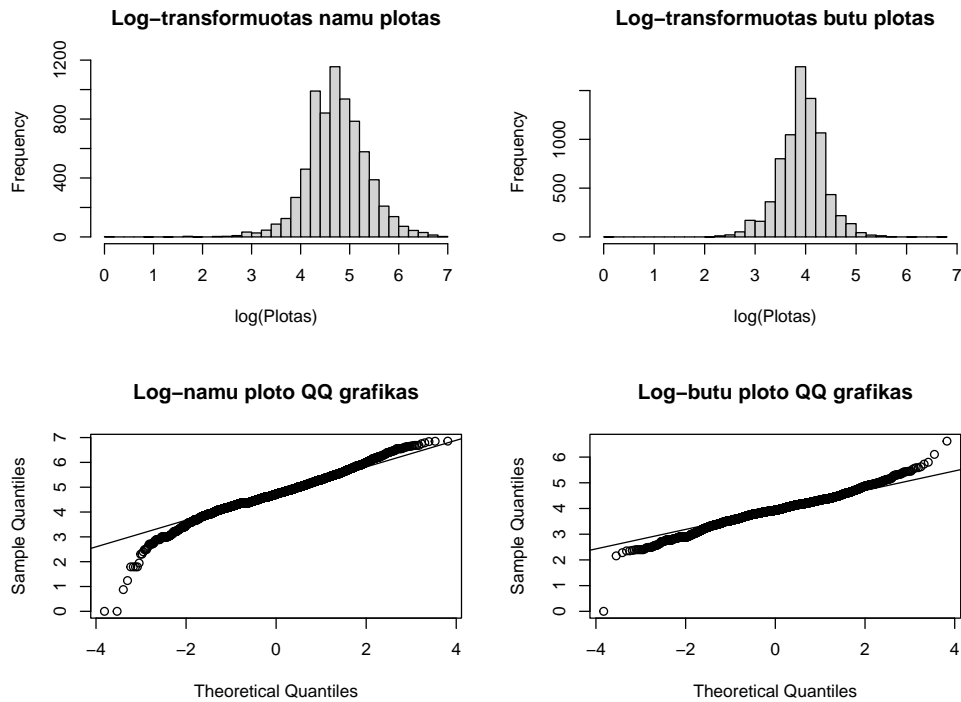 Log−transformuotas namu plotas
Frequency
0
400
800
1200
0 1 2 3 4 5 6 7
log(Plotas)
Log−transformuotas butu plotas
Frequency
0
500
1000
0 1 2 3 4 5 6 7
log(Plotas)
Log−namu ploto QQ grafikas
Sample Quantiles
0
1
2
3
4
5
6
7
−4 −2 0 2 4
Theoretical Quantiles
Log−butu ploto QQ grafikas
Sample Quantiles
0
1
2
3
4
5
6
−4 −2 0 2 4
Theoretical Quantiles